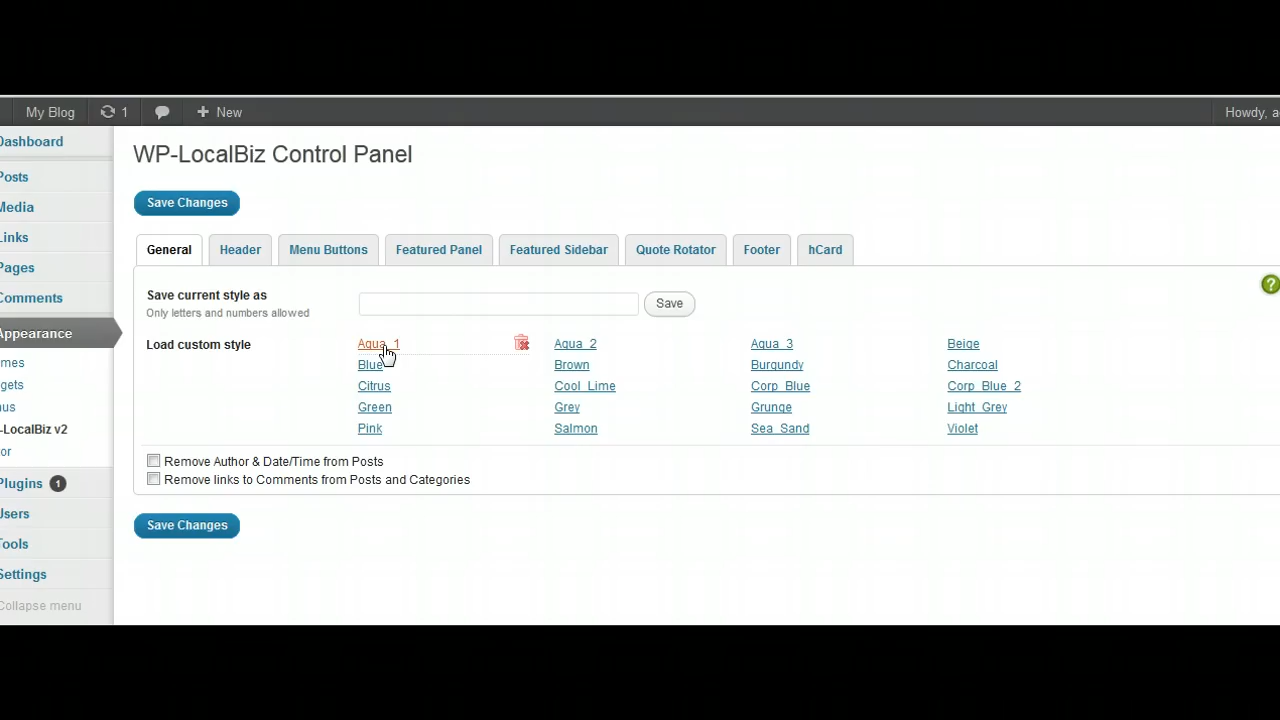 My Blog 1 + New Howdy, a
Dashboard
Posts
Media
Links
Pages
Comments
Appearance
mes
gets
nus
-LocalBiz v2
or
Plugins 1
Users
Tools
Settings
Collapse menu
WP-LocalBiz Control Panel
Save Changes
General Header Menu Buttons Featured Panel Featured Sidebar Quote Rotator Footer hCard
Save current style as Save
Only letters and numbers allowed
Load custom style Aqua_1 Aqua_2 Aqua_3 Beige
Blue Brown Burgundy Charcoal
Citrus Cool_Lime Corp_Blue Corp_Blue_2
Green Grey Grunge Light_Grey
Pink Salmon Sea_Sand Violet
Remove Author & Date/Time from Posts
Remove links to Comments from Posts and Categories
Save Changes